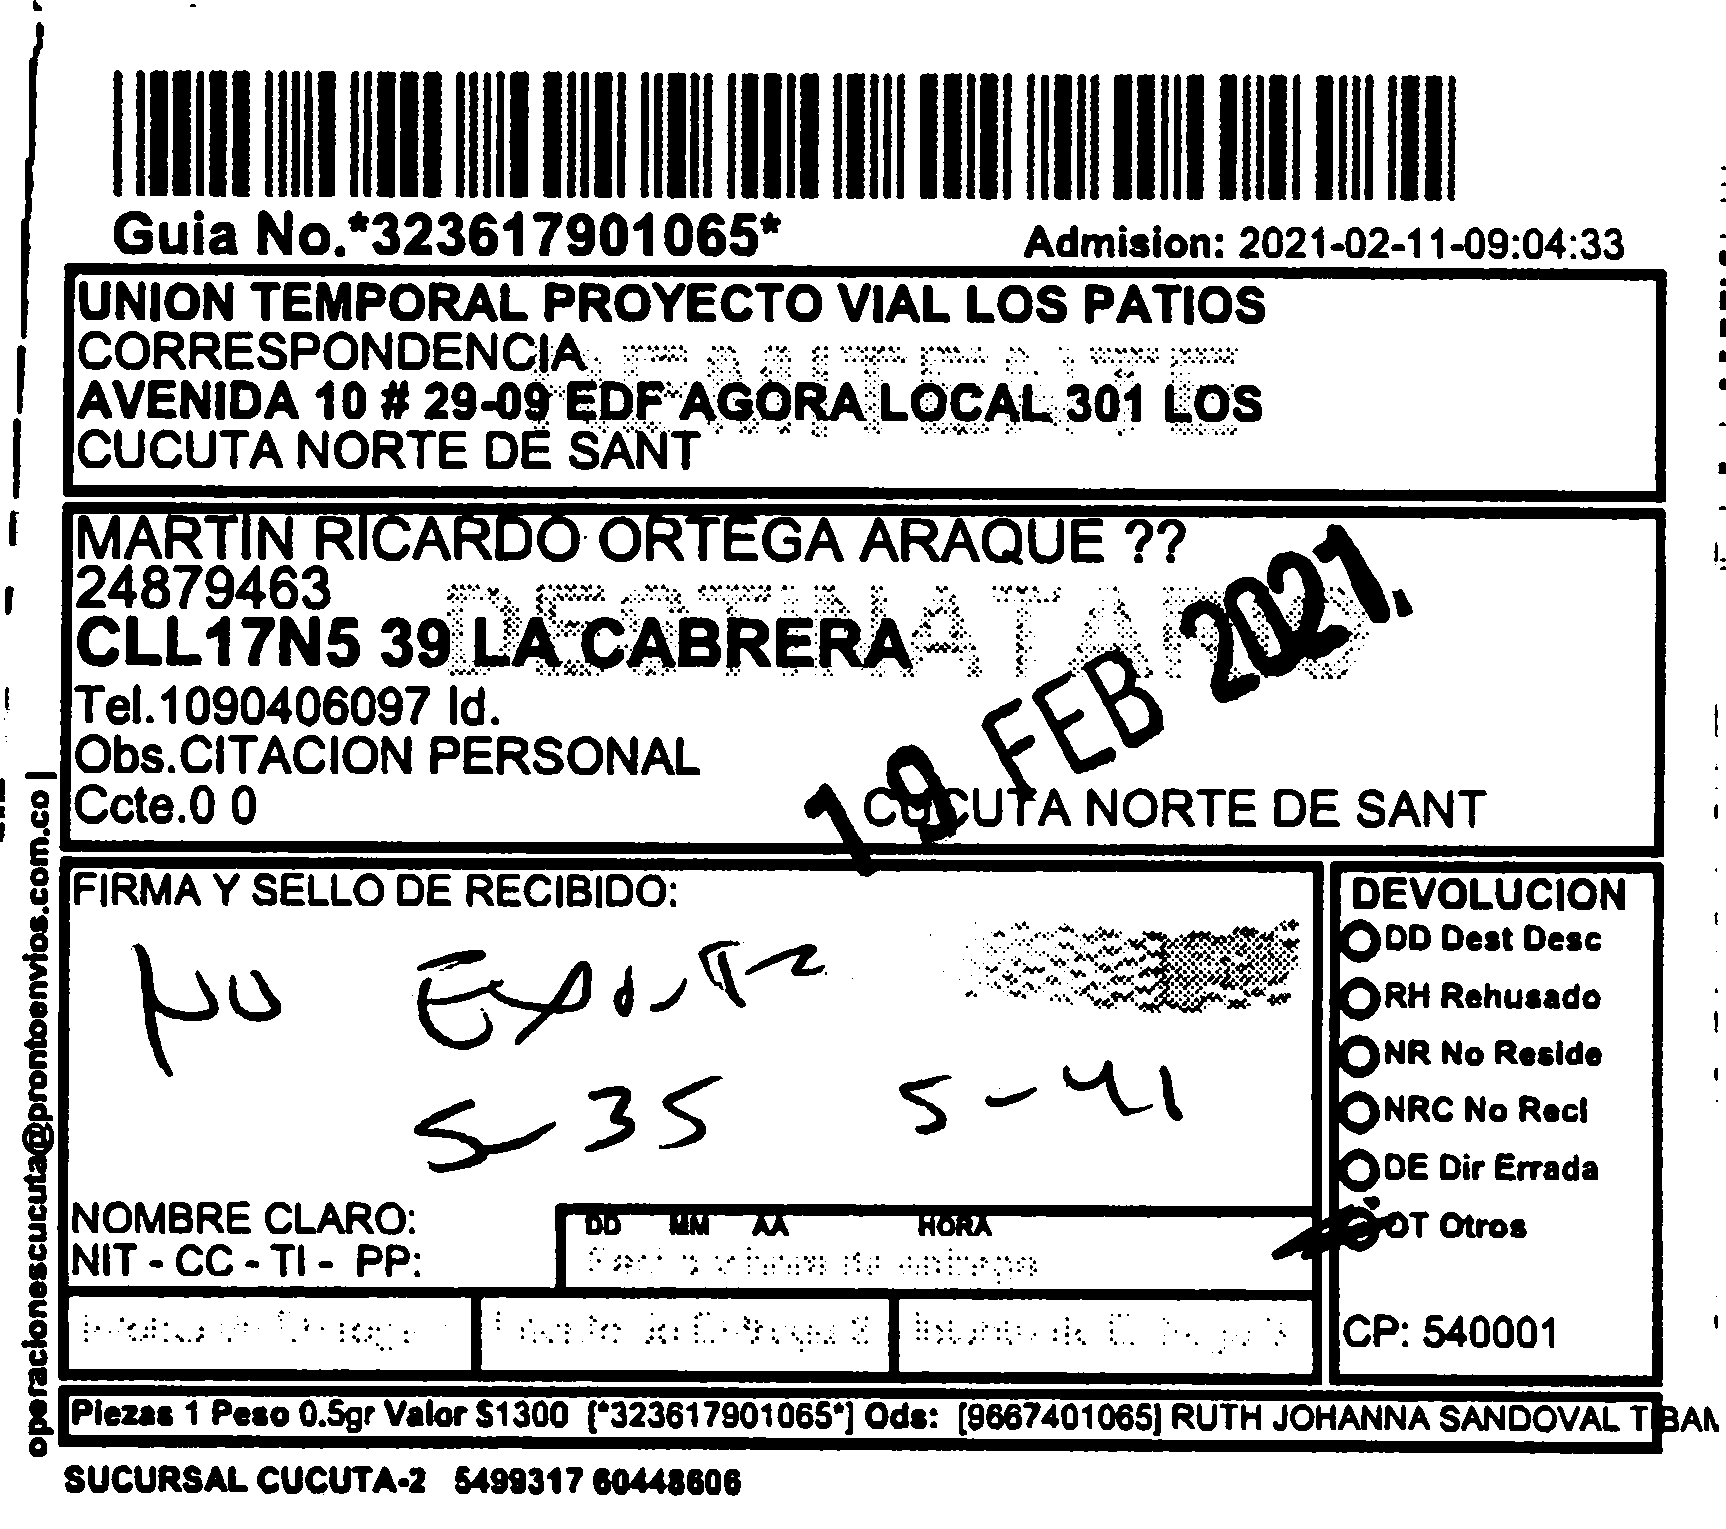 Guia No.*323617901065*
Admision: 2021-02-11-09:04:33
UNION TEMPORAL PROYECTO VIAL LOS PATIOS
CORRESPONDENCIA
AVENIDA 10 # 29-09 EDF AGORA LOCAL 301 LOS
CUCUTA NORTE DE SANT
MARTIN RICARDO ORTEGA ARAQUE ??
24879463
DESTINATARIO
CLL17N5 39 LA CABRERA
Tel.1090406097 Id.
Obs.CITACION PERSONAL
Ccte.0 0
CUCUTA NORTE DE SANT
19 FEB 2021.
FIRMA Y SELLO DE RECIBIDO:
5-35 5-41
NOMBRE CLARO:
NIT - CC - TI - PP:
DD MM AA HORA
DEVOLUCION
DD Dest Desc
RH Rehusado
NR No Reside
NRC No Recl
DE Dir Errada
OT Otros
CP: 540001
Piezas 1 Peso 0.5gr Valor $1300 [*323617901065*] Ods: [9667401065] RUTH JOHANNA SANDOVAL TIBAN
SUCURSAL CUCUTA-2 5499317 60448606
operacionescucuta@prontoenvios.com.co |